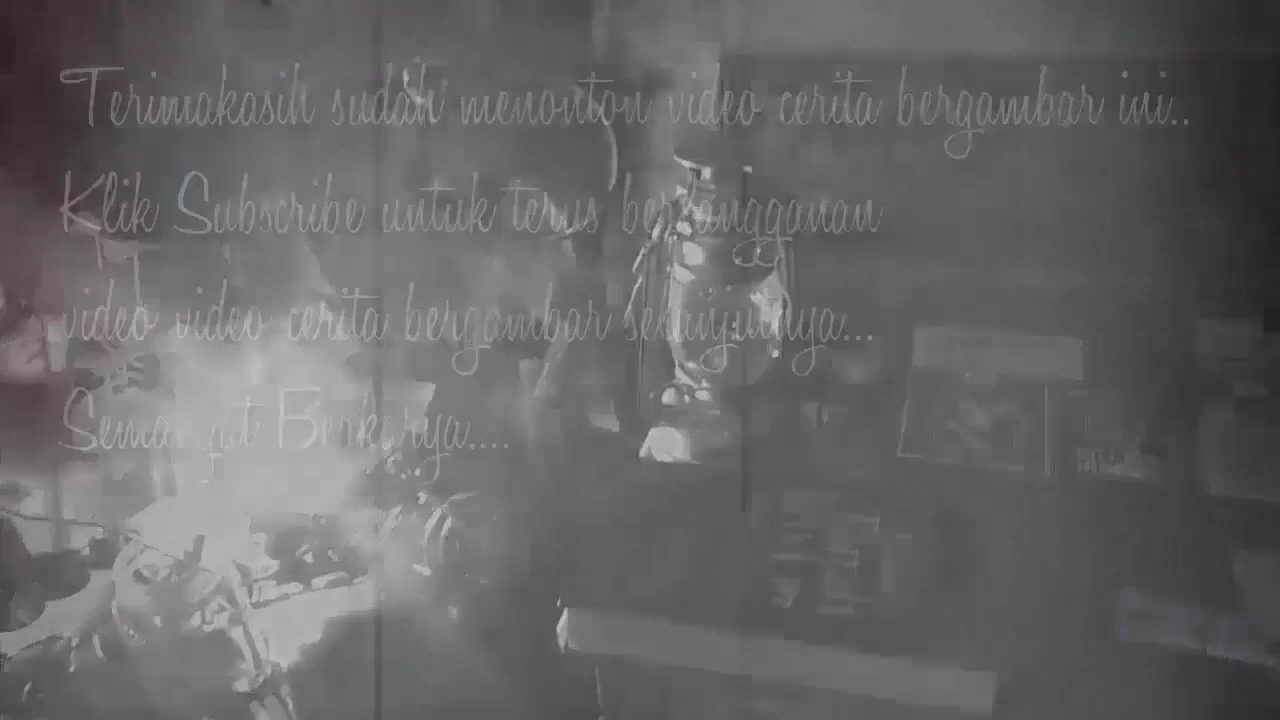 Terimakasih sudah menonton video cerita bergambar ini..
Klik Subscribe untuk terus berlangganan
video video cerita bergambar selanjutnya...
Semangat Berkarya....